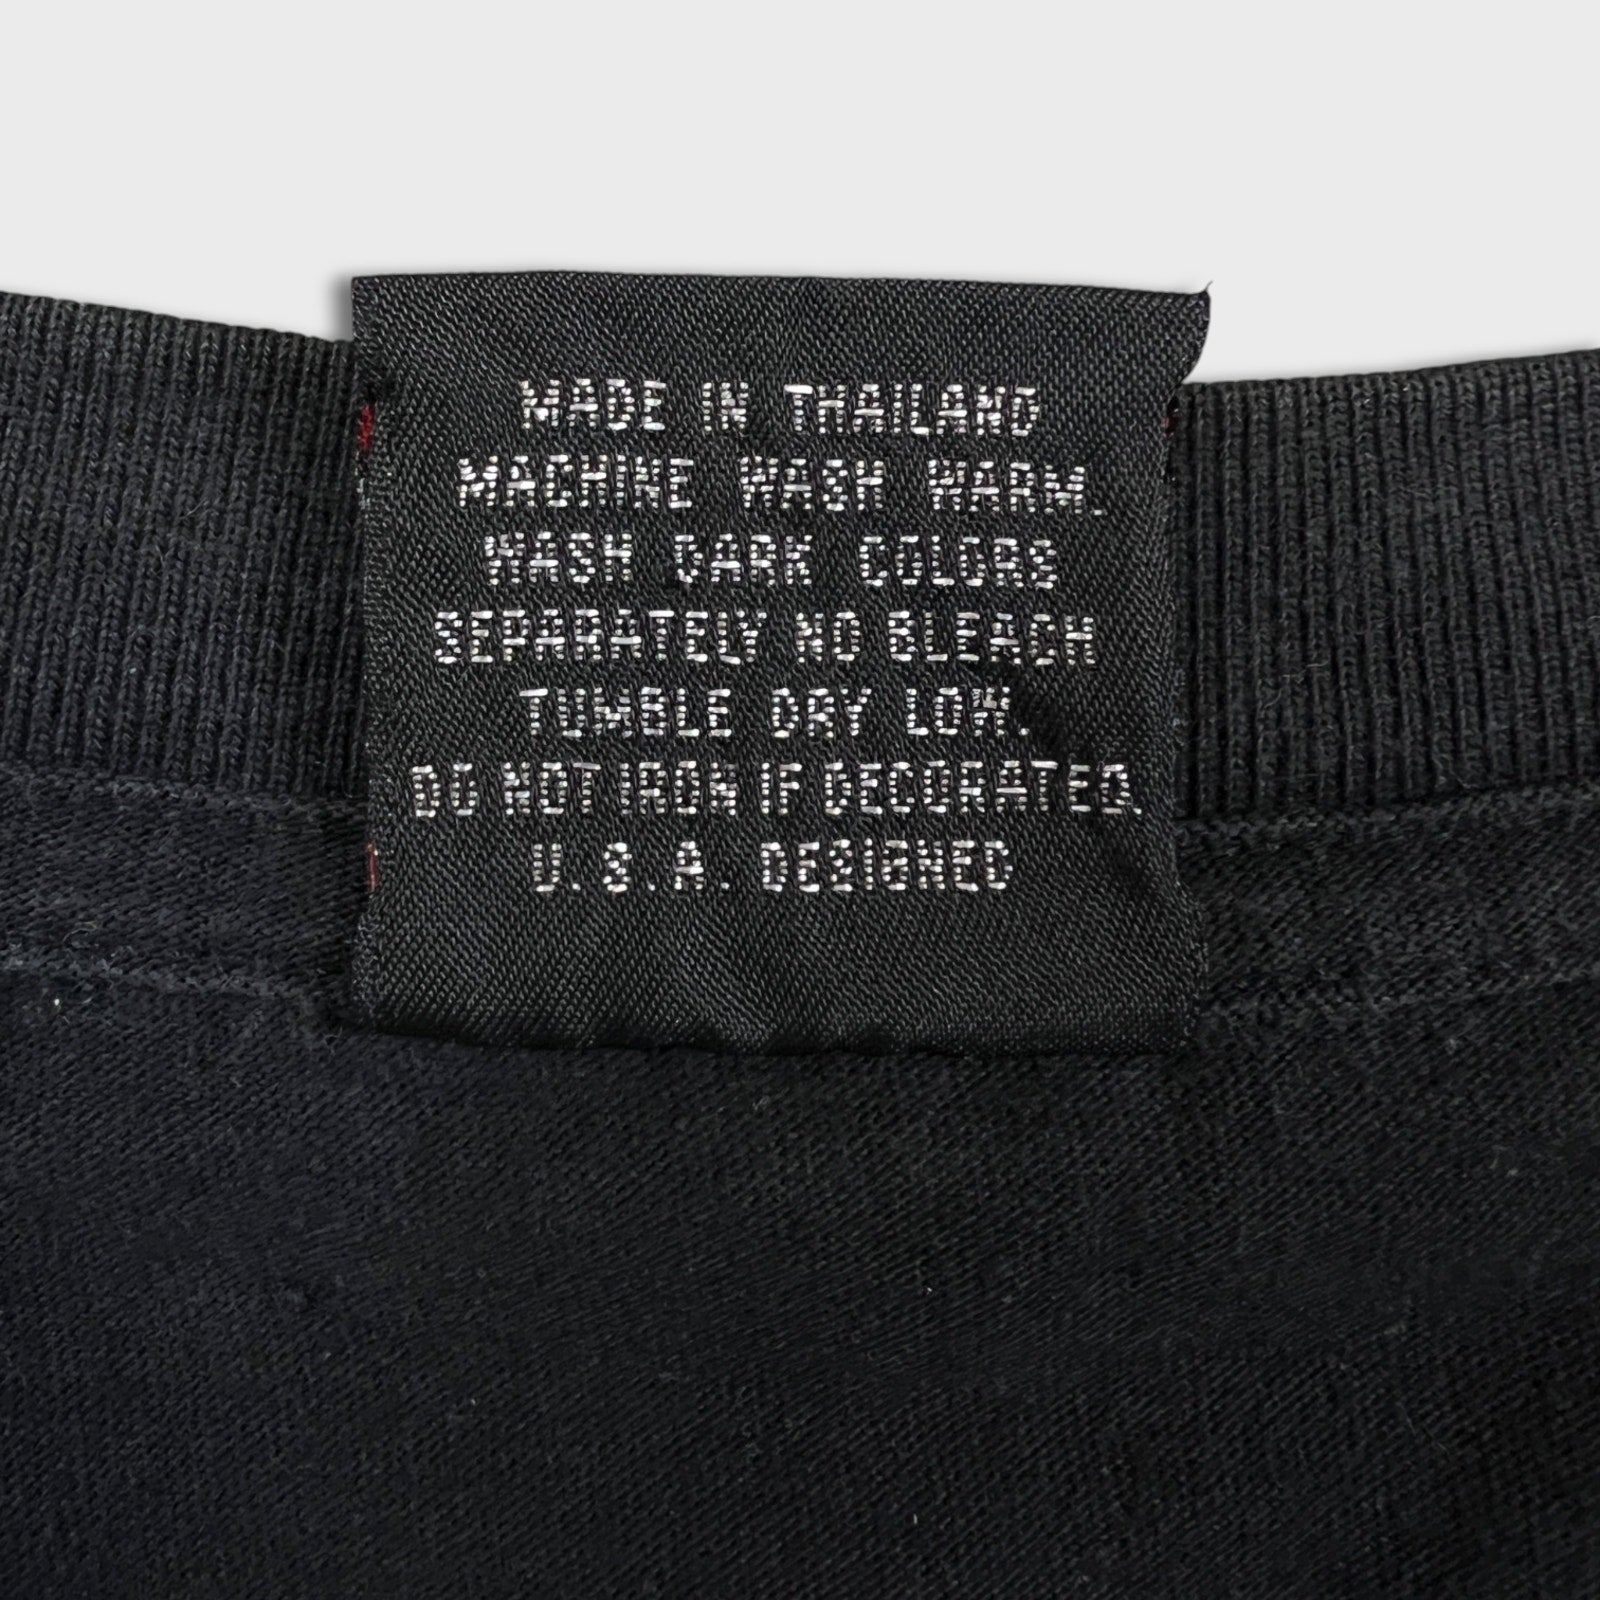 MADE IN THAILAND
MACHINE WASH WARM.
WASH DARK COLORS
SEPARATELY NO BLEACH
TUMBLE DRY LOW.
DO NOT IRON IF DECORATED.
U.S.A. DESIGNED